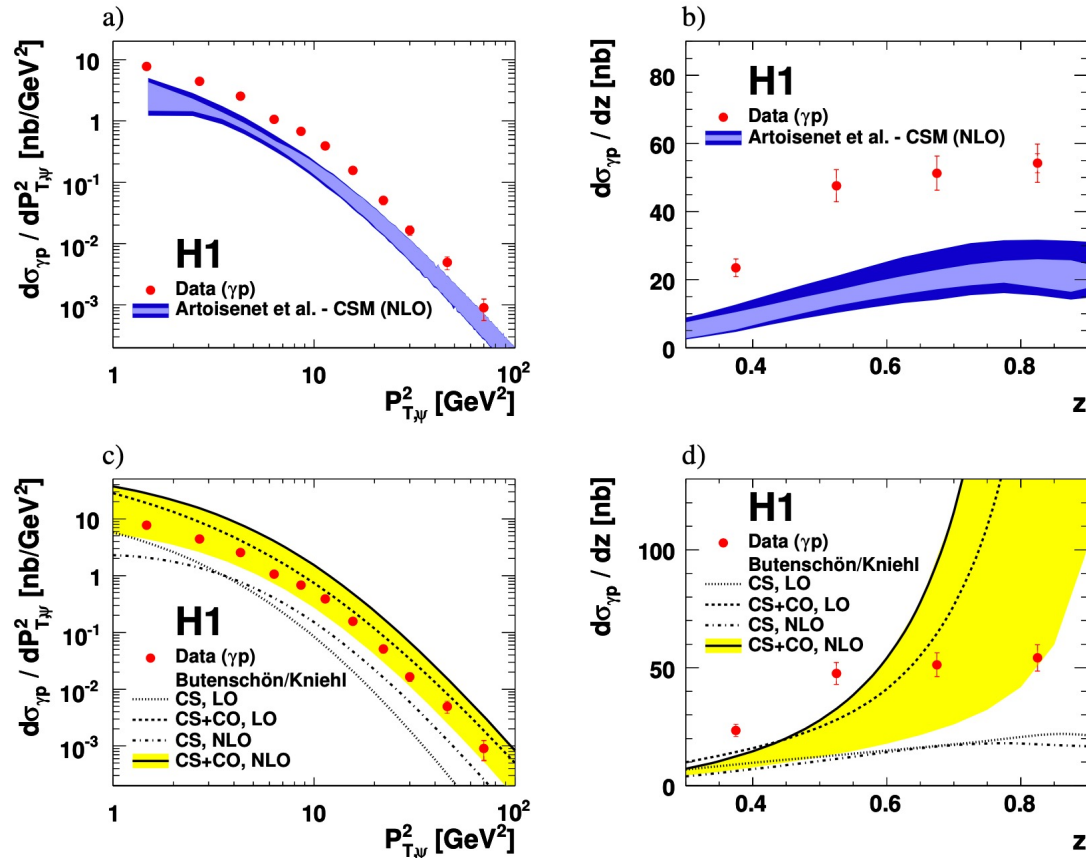 a)
dσγp / dP²T,ψ [nb/GeV²]
10
1
10⁻¹
10⁻²
10⁻³
H1
Data (γp)
Artoisenet et al. - CSM (NLO)
1
10
10²
P²T,ψ [GeV²]
b)
dσγp / dz [nb]
80
60
40
20
0
H1
Data (γp)
Artoisenet et al. - CSM (NLO)
0.4
0.6
0.8
z
c)
dσγp / dP²T,ψ [nb/GeV²]
10
1
10⁻¹
10⁻²
10⁻³
H1
Data (γp)
Butenschön/Kniehl
CS, LO
CS+CO, LO
CS, NLO
CS+CO, NLO
1
10
10²
P²T,ψ [GeV²]
d)
dσγp / dz [nb]
100
50
0
H1
Data (γp)
Butenschön/Kniehl
CS, LO
CS+CO, LO
CS, NLO
CS+CO, NLO
0.4
0.6
0.8
z